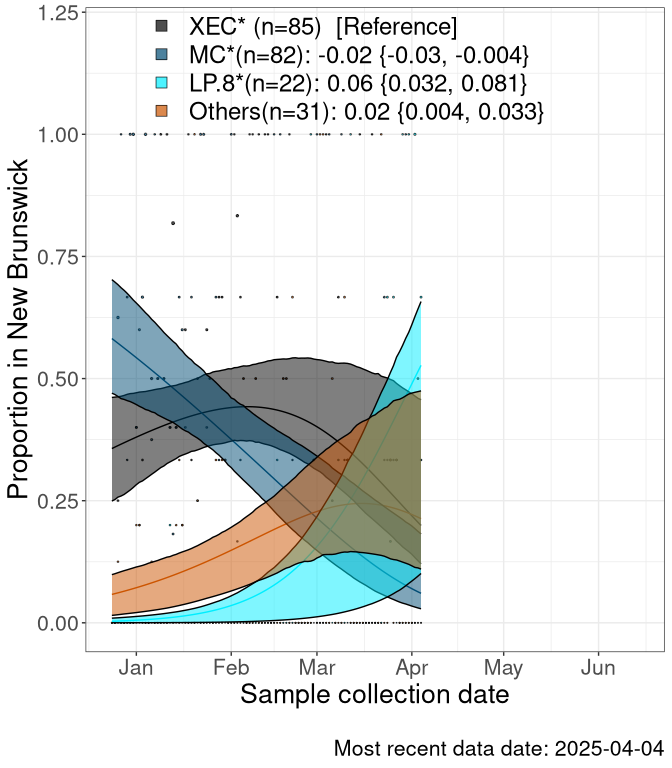 XEC* (n=85) [Reference]
MC*(n=82): -0.02 {-0.03, -0.004}
LP.8*(n=22): 0.06 {0.032, 0.081}
Others(n=31): 0.02 {0.004, 0.033}
Proportion in New Brunswick
1.25
1.00
0.75
0.50
0.25
0.00
Jan Feb Mar Apr May Jun
Sample collection date
Most recent data date: 2025-04-04